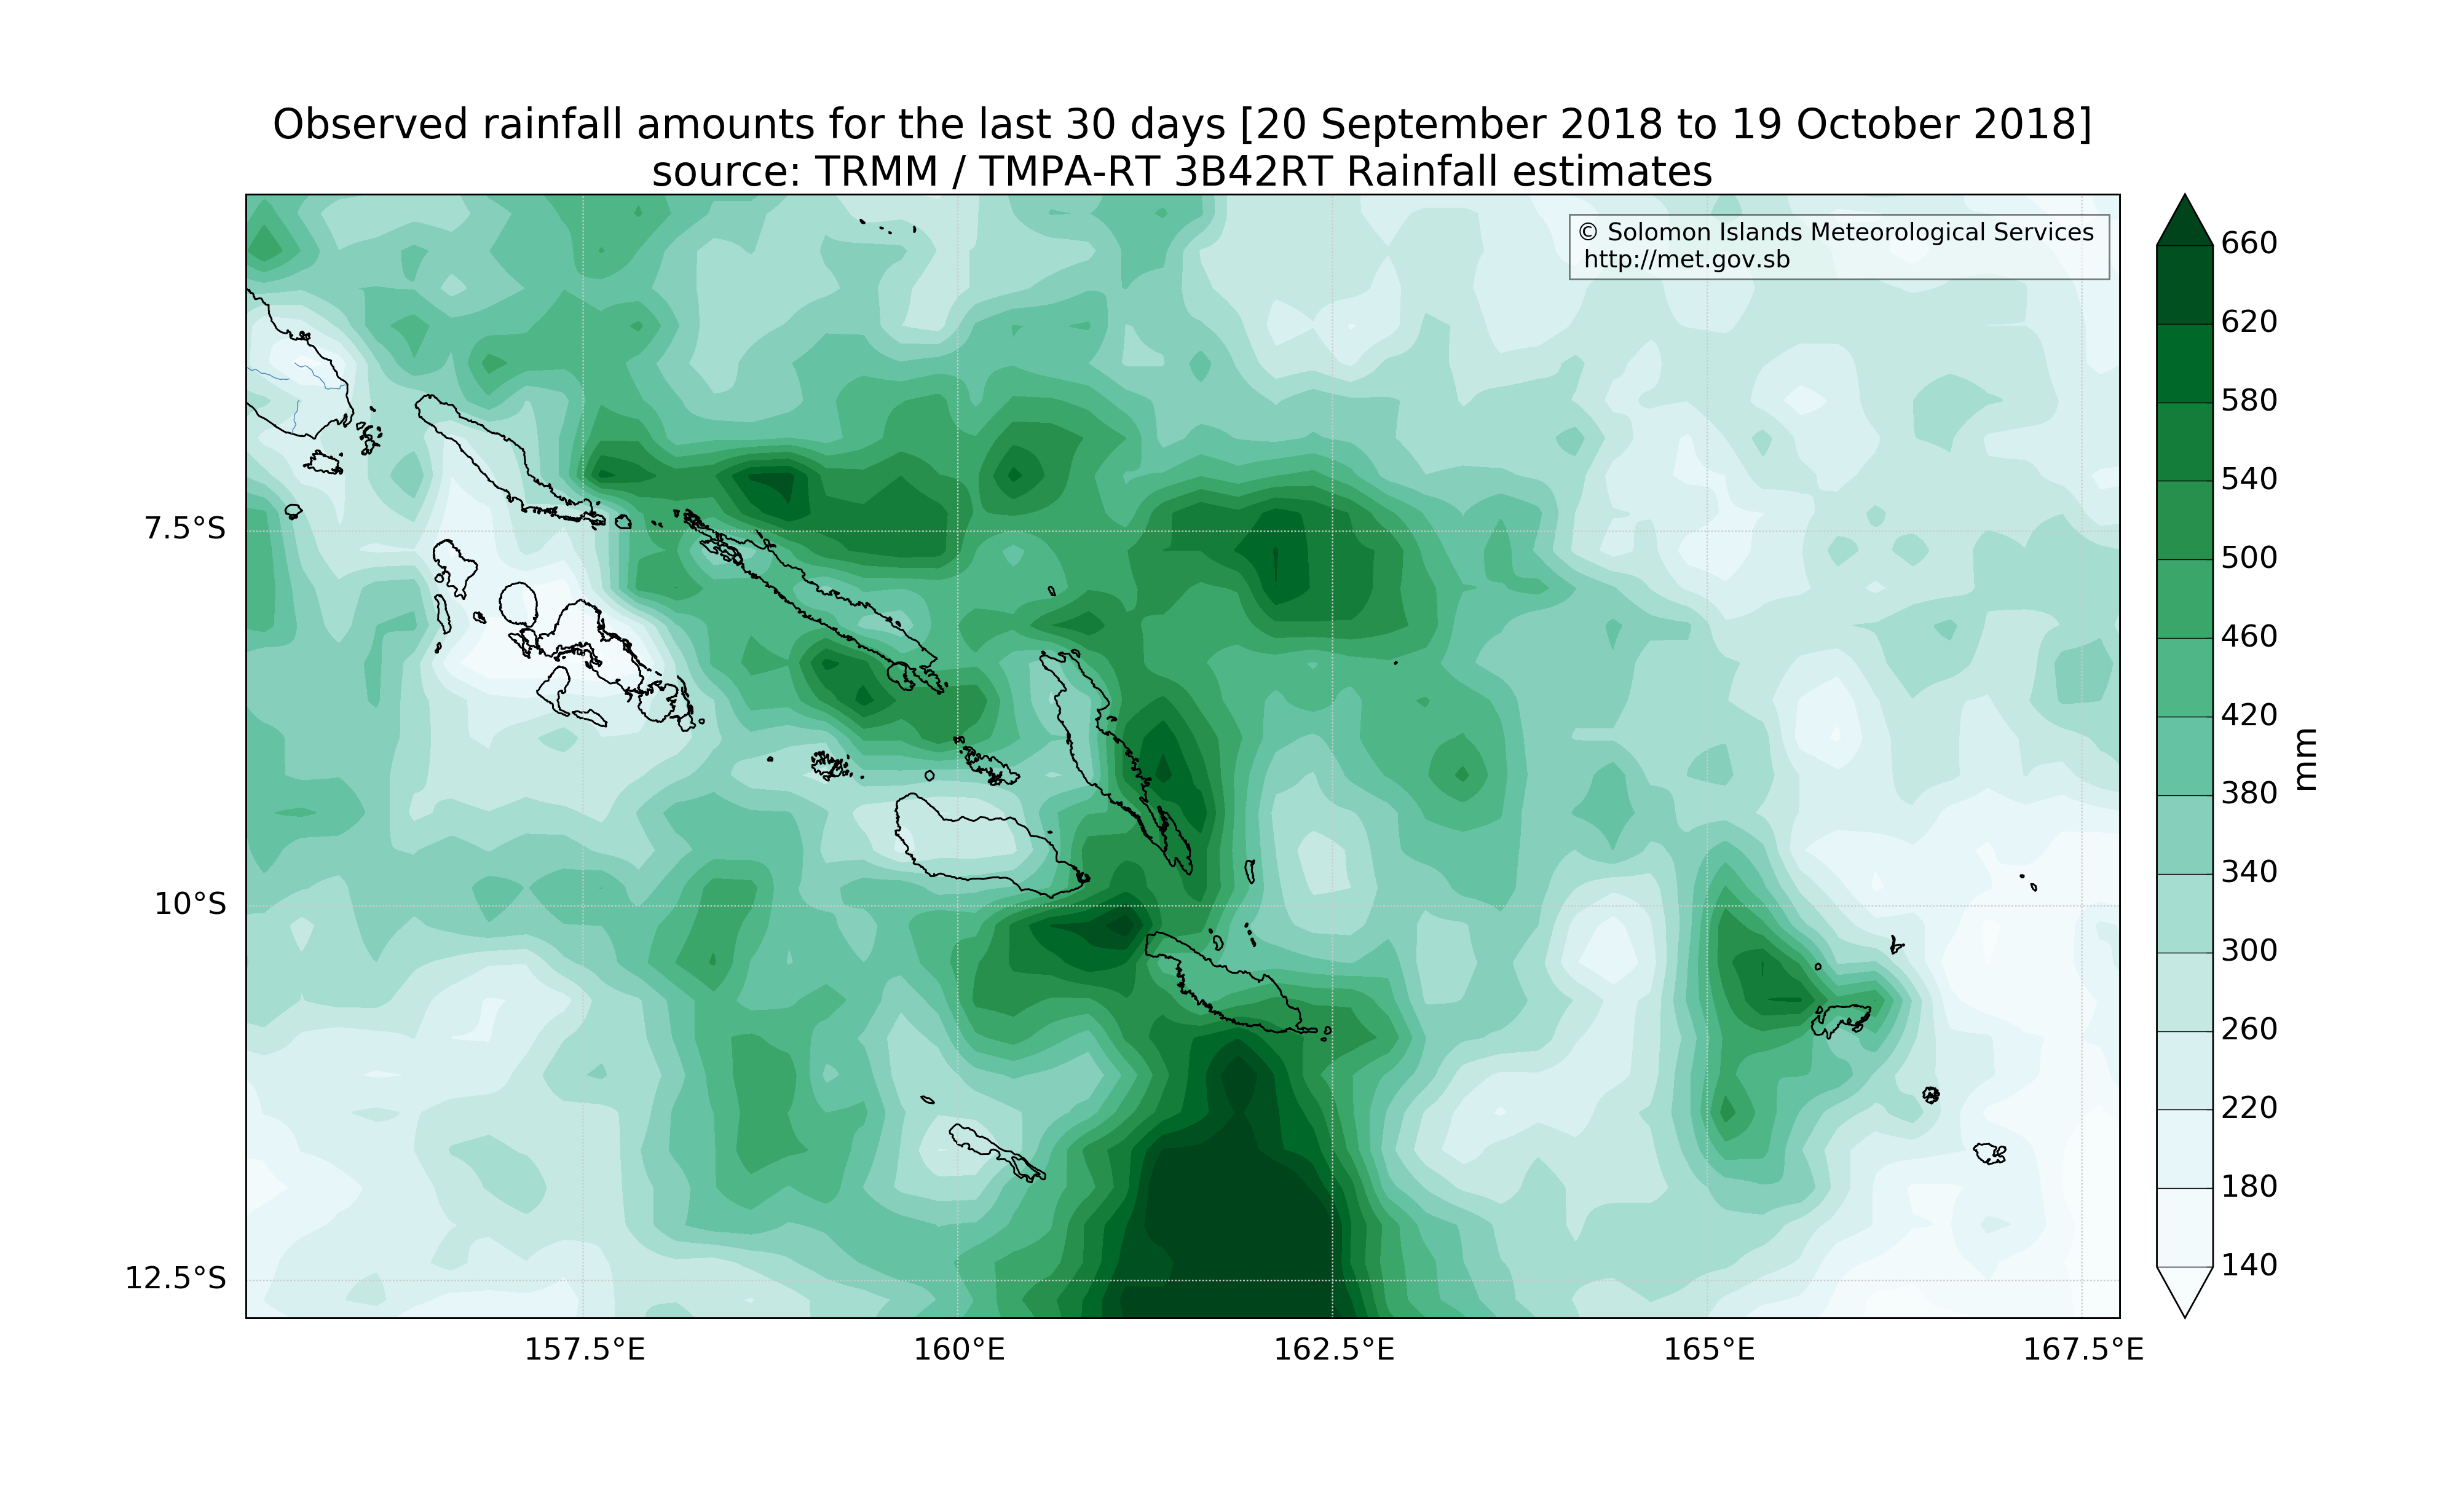 Observed rainfall amounts for the last 30 days [20 September 2018 to 19 October 2018]
source: TRMM / TMPA-RT 3B42RT Rainfall estimates
© Solomon Islands Meteorological Services
http://met.gov.sb
7.5°S
10°S
12.5°S
157.5°E
160°E
162.5°E
165°E
167.5°E
660
620
580
540
500
460
420
380
340
300
260
220
180
140
mm